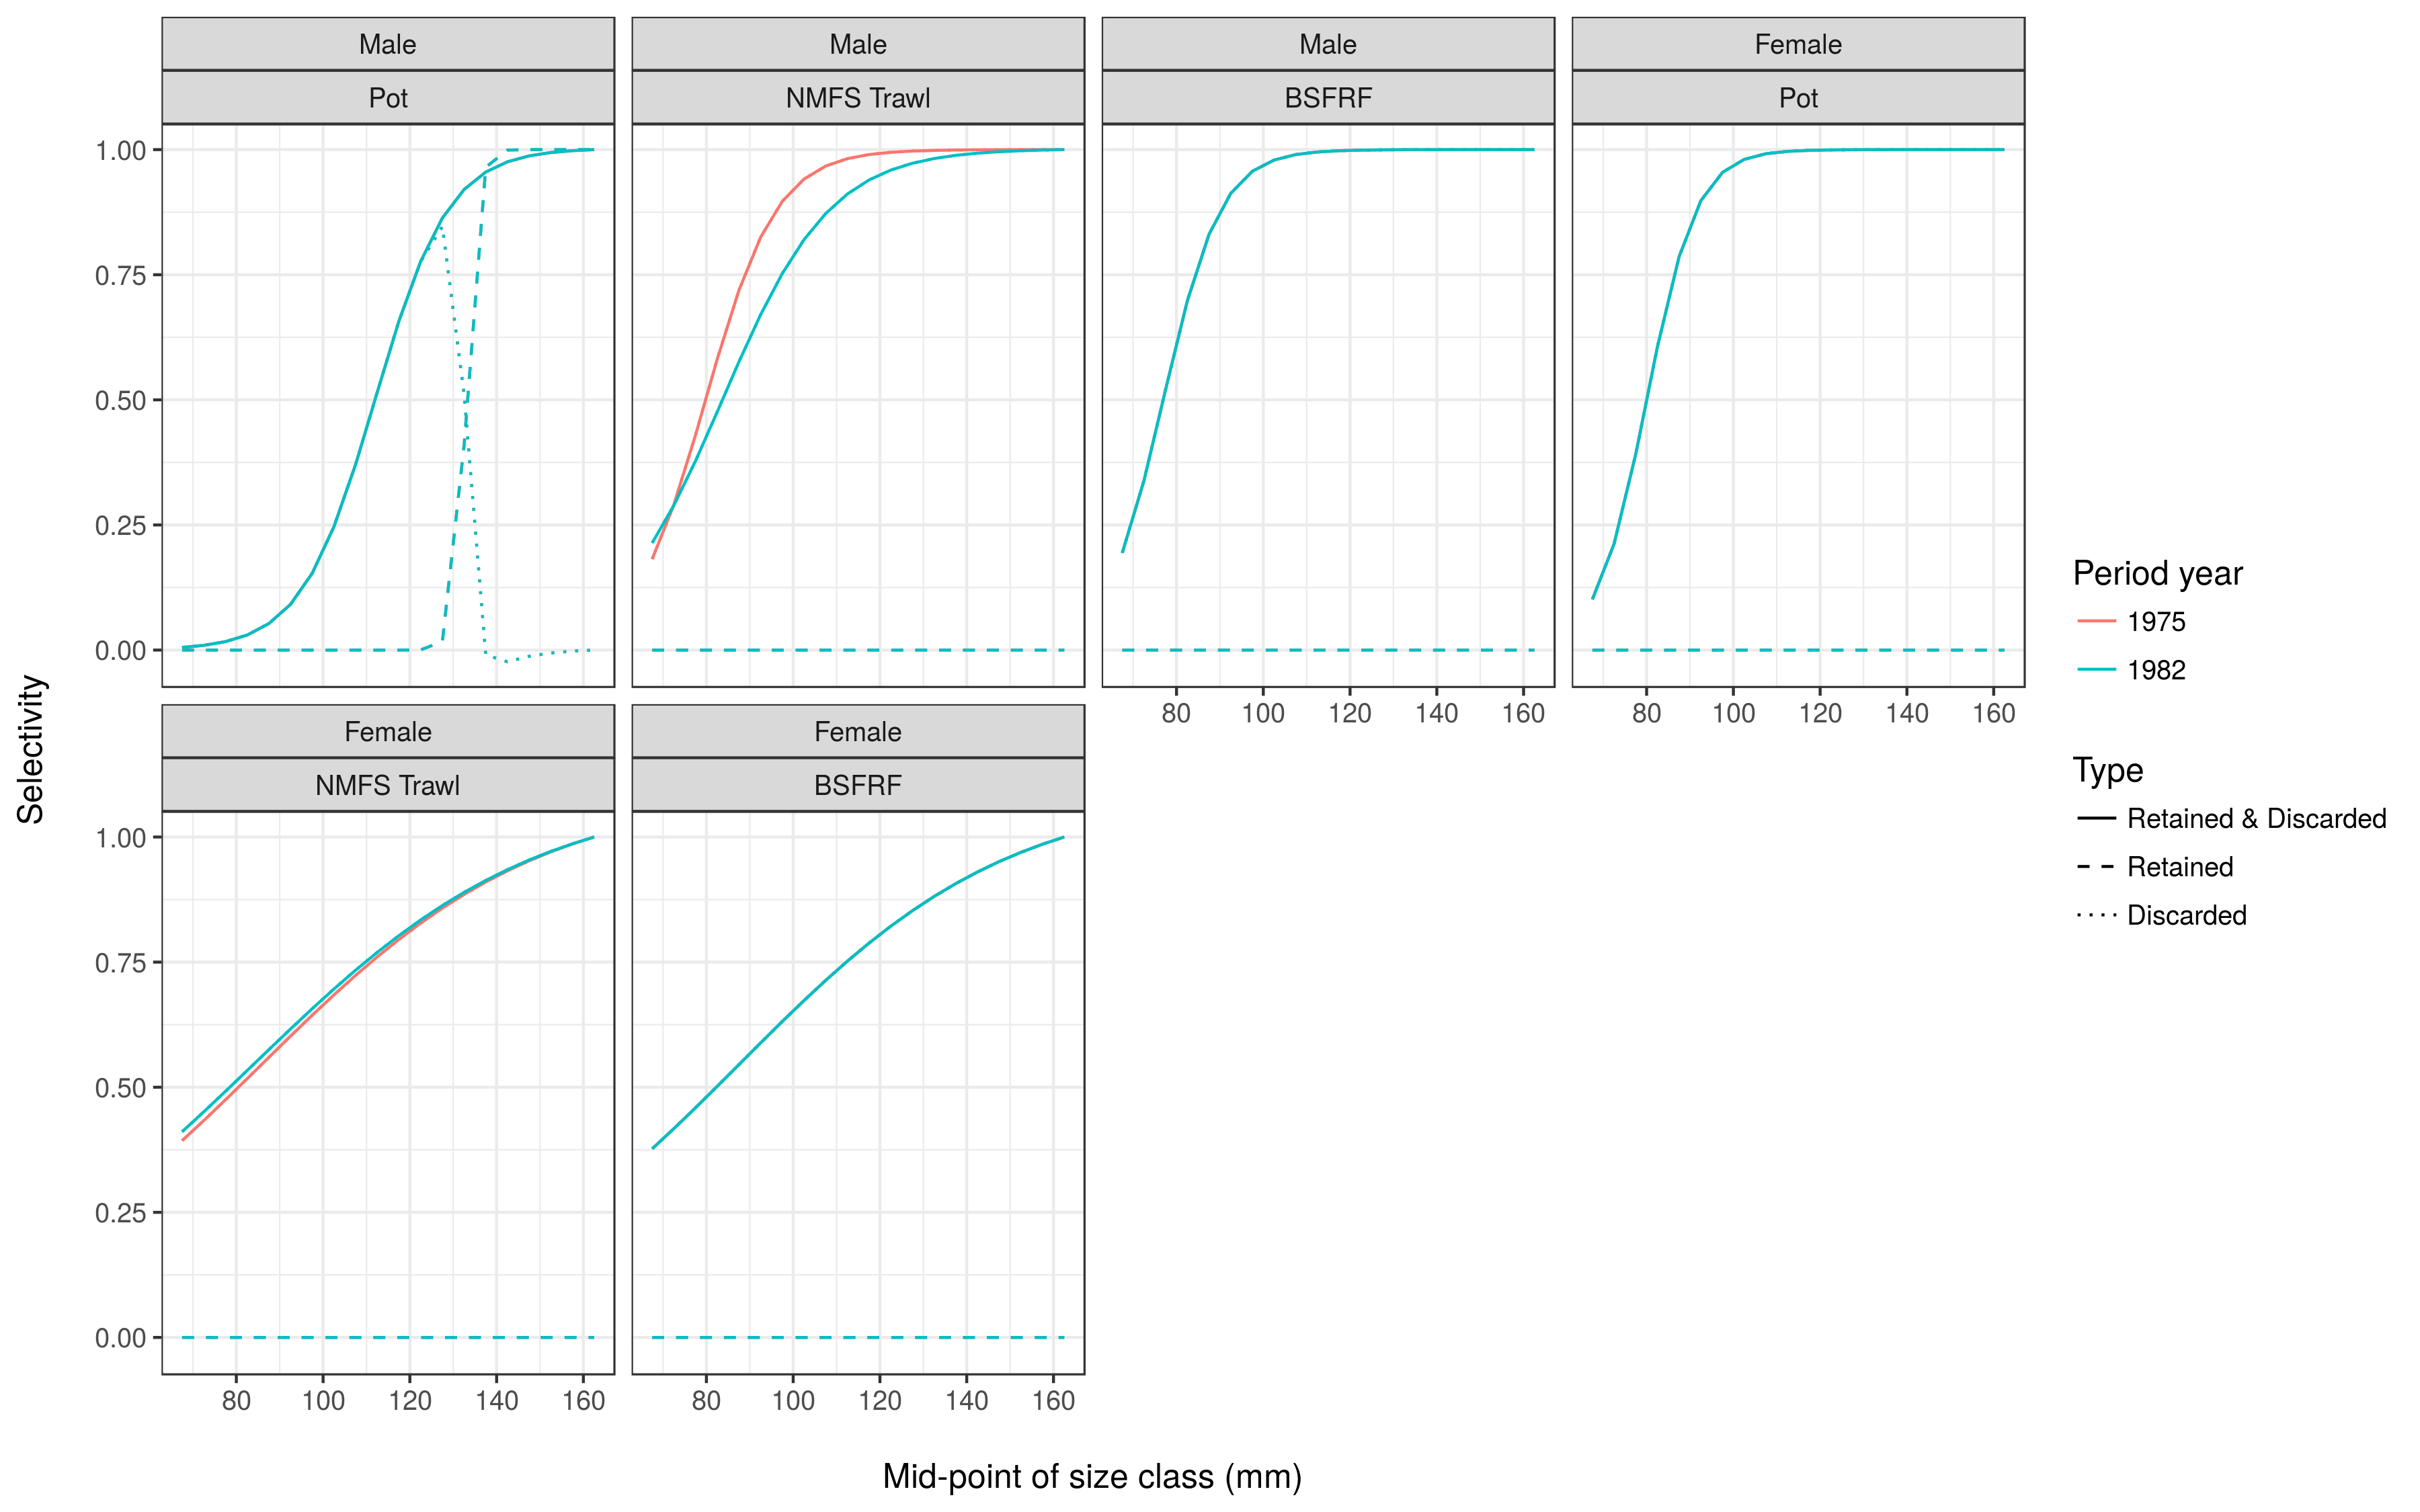 Male
Male
Male
Female
Pot
NMFS Trawl
BSFRF
Pot
1.00
0.75
0.50
0.25
0.00
80 100 120 140 160
80 100 120 140 160
Female
Female
NMFS Trawl
BSFRF
1.00
0.75
0.50
0.25
0.00
80 100 120 140 160
80 100 120 140 160
Selectivity
Mid-point of size class (mm)
Period year
1975
1982
Type
Retained & Discarded
Retained
Discarded